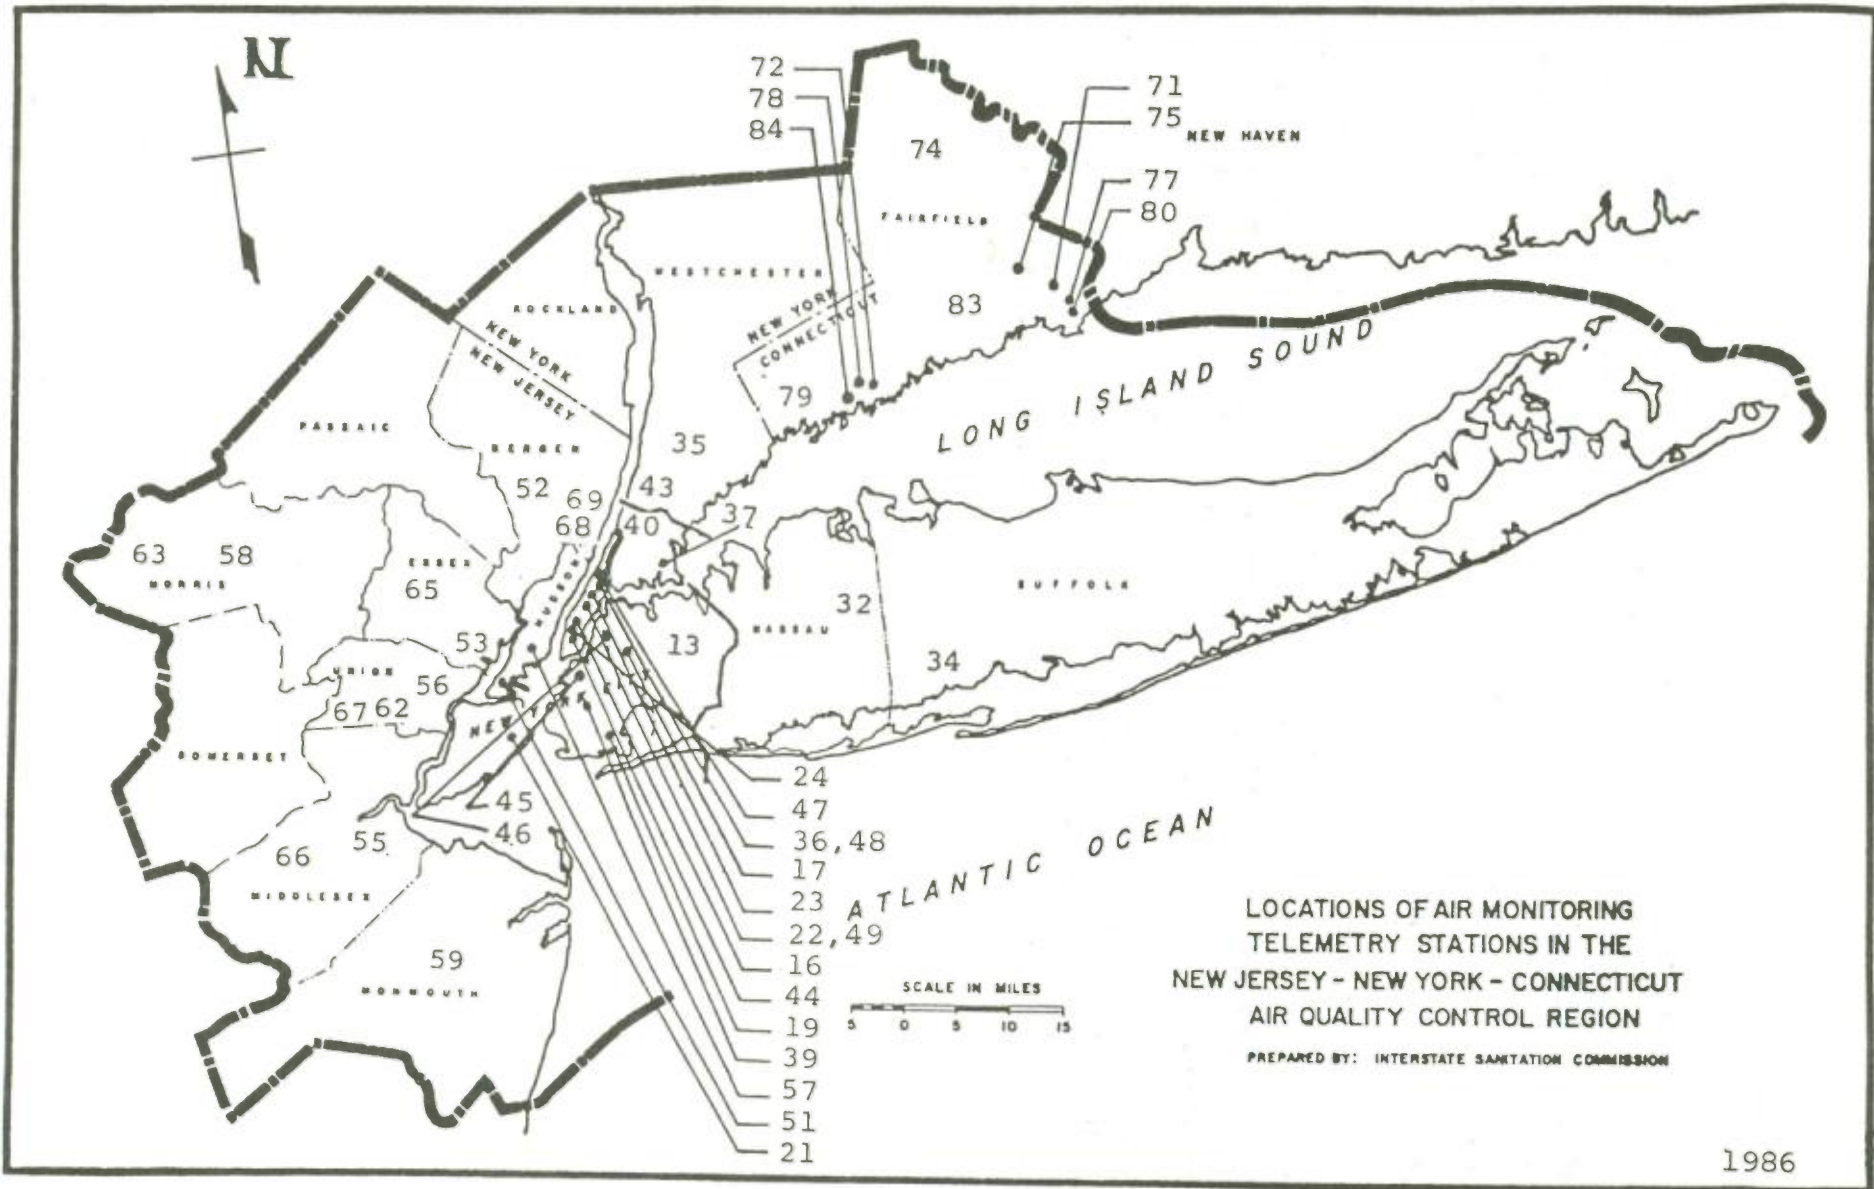 N
72
78
84
71
75
NEW HAVEN
74
77
80
FAIRFIELD
WESTCHESTER
ROCKLAND
83
NEW YORK
CONNECTICUT
NEW YORK
NEW JERSEY
LONG ISLAND SOUND
79
PASSAIC
BERGEN
35
52
69
43
68
40
37
63
58
MORRIS
ESSEX
65
HUDSON
32
SUFFOLK
NASSAU
53
13
34
UNION
56
67
62
NEW YORK CITY
SOMERSET
24
45
47
46
36,48
55
66
17
MIDDLESEX
23
ATLANTIC OCEAN
22,49
16
59
MONMOUTH
44
19
39
57
51
21
SCALE IN MILES
5 0 5 10 15
LOCATIONS OF AIR MONITORING
TELEMETRY STATIONS IN THE
NEW JERSEY - NEW YORK - CONNECTICUT
AIR QUALITY CONTROL REGION
PREPARED BY: INTERSTATE SANITATION COMMISSION
1986